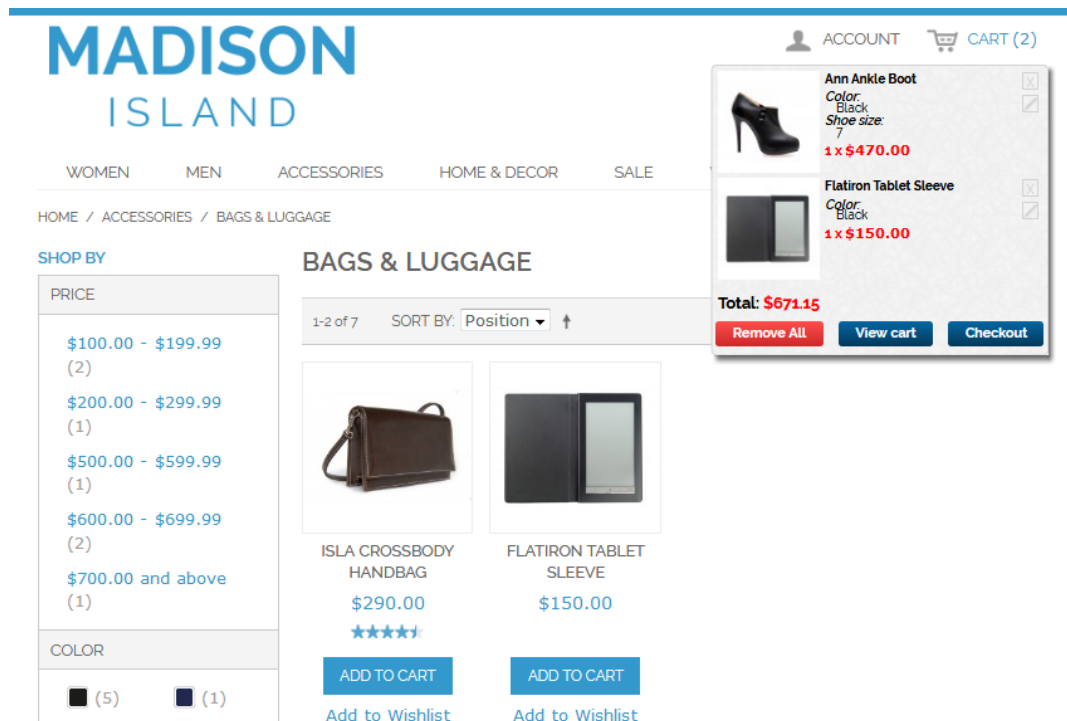 MADISON
ISLAND
ACCOUNT
CART (2)
Ann Ankle Boot
X
Color:
Black
Shoe size:
7
1 x $470.00
Flatiron Tablet Sleeve
X
Color:
Black
1 x $150.00
Total: $671.15
Remove All
View cart
Checkout
WOMEN MEN ACCESSORIES HOME & DECOR SALE
HOME / ACCESSORIES / BAGS & LUGGAGE
SHOP BY
PRICE
$100.00 - $199.99
(2)
$200.00 - $299.99
(1)
$500.00 - $599.99
(1)
$600.00 - $699.99
(2)
$700.00 and above
(1)
COLOR
(5) (1)
BAGS & LUGGAGE
1-2 of 7 SORT BY: Position
ISLA CROSSBODY
HANDBAG
$290.00
ADD TO CART
Add to Wishlist
FLATIRON TABLET
SLEEVE
$150.00
ADD TO CART
Add to Wishlist